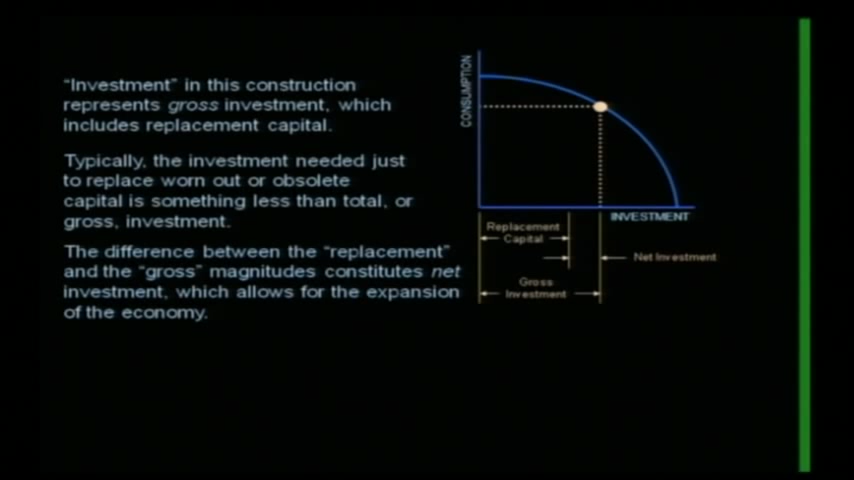 "Investment" in this construction
represents gross investment, which
includes replacement capital.
Typically, the investment needed just
to replace worn out or obsolete
capital is something less than total, or
gross, investment.
The difference between the "replacement"
and the "gross" magnitudes constitutes net
investment, which allows for the expansion
of the economy.
CONSUMPTION
INVESTMENT
Replacement
Capital
Net Investment
Gross
Investment